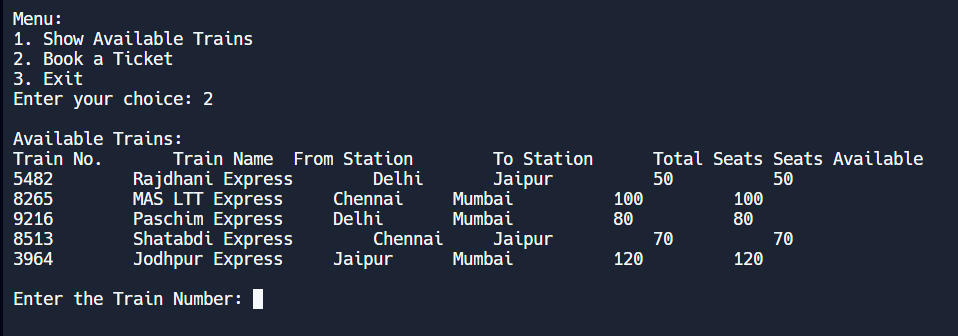 Menu:
1. Show Available Trains
2. Book a Ticket
3. Exit
Enter your choice: 2
Available Trains:
Train No. Train Name From Station To Station Total Seats Seats Available
5482 Rajdhani Express Delhi Jaipur 50 50
8265 MAS LTT Express Chennai Mumbai 100 100
9216 Paschim Express Delhi Mumbai 80 80
8513 Shatabdi Express Chennai Jaipur 70 70
3964 Jodhpur Express Jaipur Mumbai 120 120
Enter the Train Number: